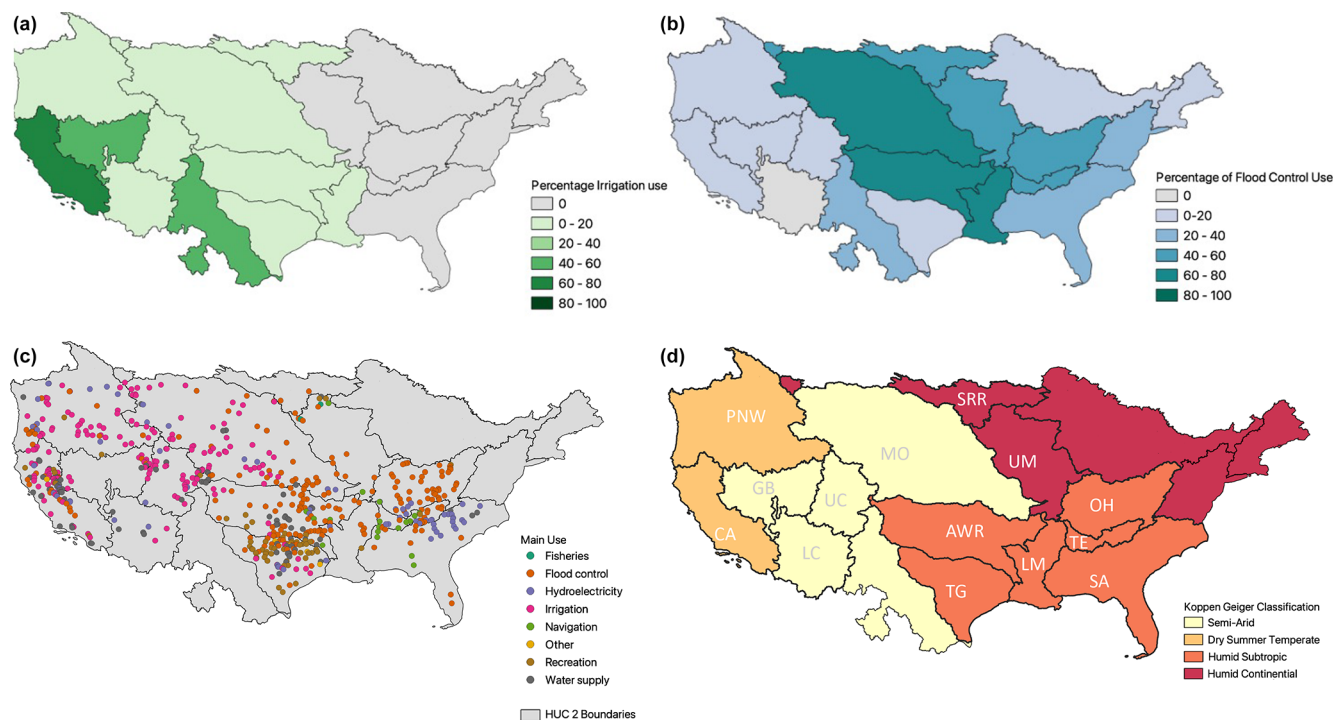 (a)
Percentage Irrigation use
0
0 - 20
20 - 40
40 - 60
60 - 80
80 - 100
(b)
Percentage of Flood Control Use
0
0-20
20 - 40
40 - 60
60 - 80
80 - 100
(c)
Main Use
Fisheries
Flood control
Hydroelectricity
Irrigation
Navigation
Other
Recreation
Water supply
HUC 2 Boundaries
(d)
PNW
SRR
MO
UM
GB
UC
OH
CA
LC
AWR
TE
LM
TG
SA
Koppen Geiger Classification
Semi-Arid
Dry Summer Temperate
Humid Subtropic
Humid Continental